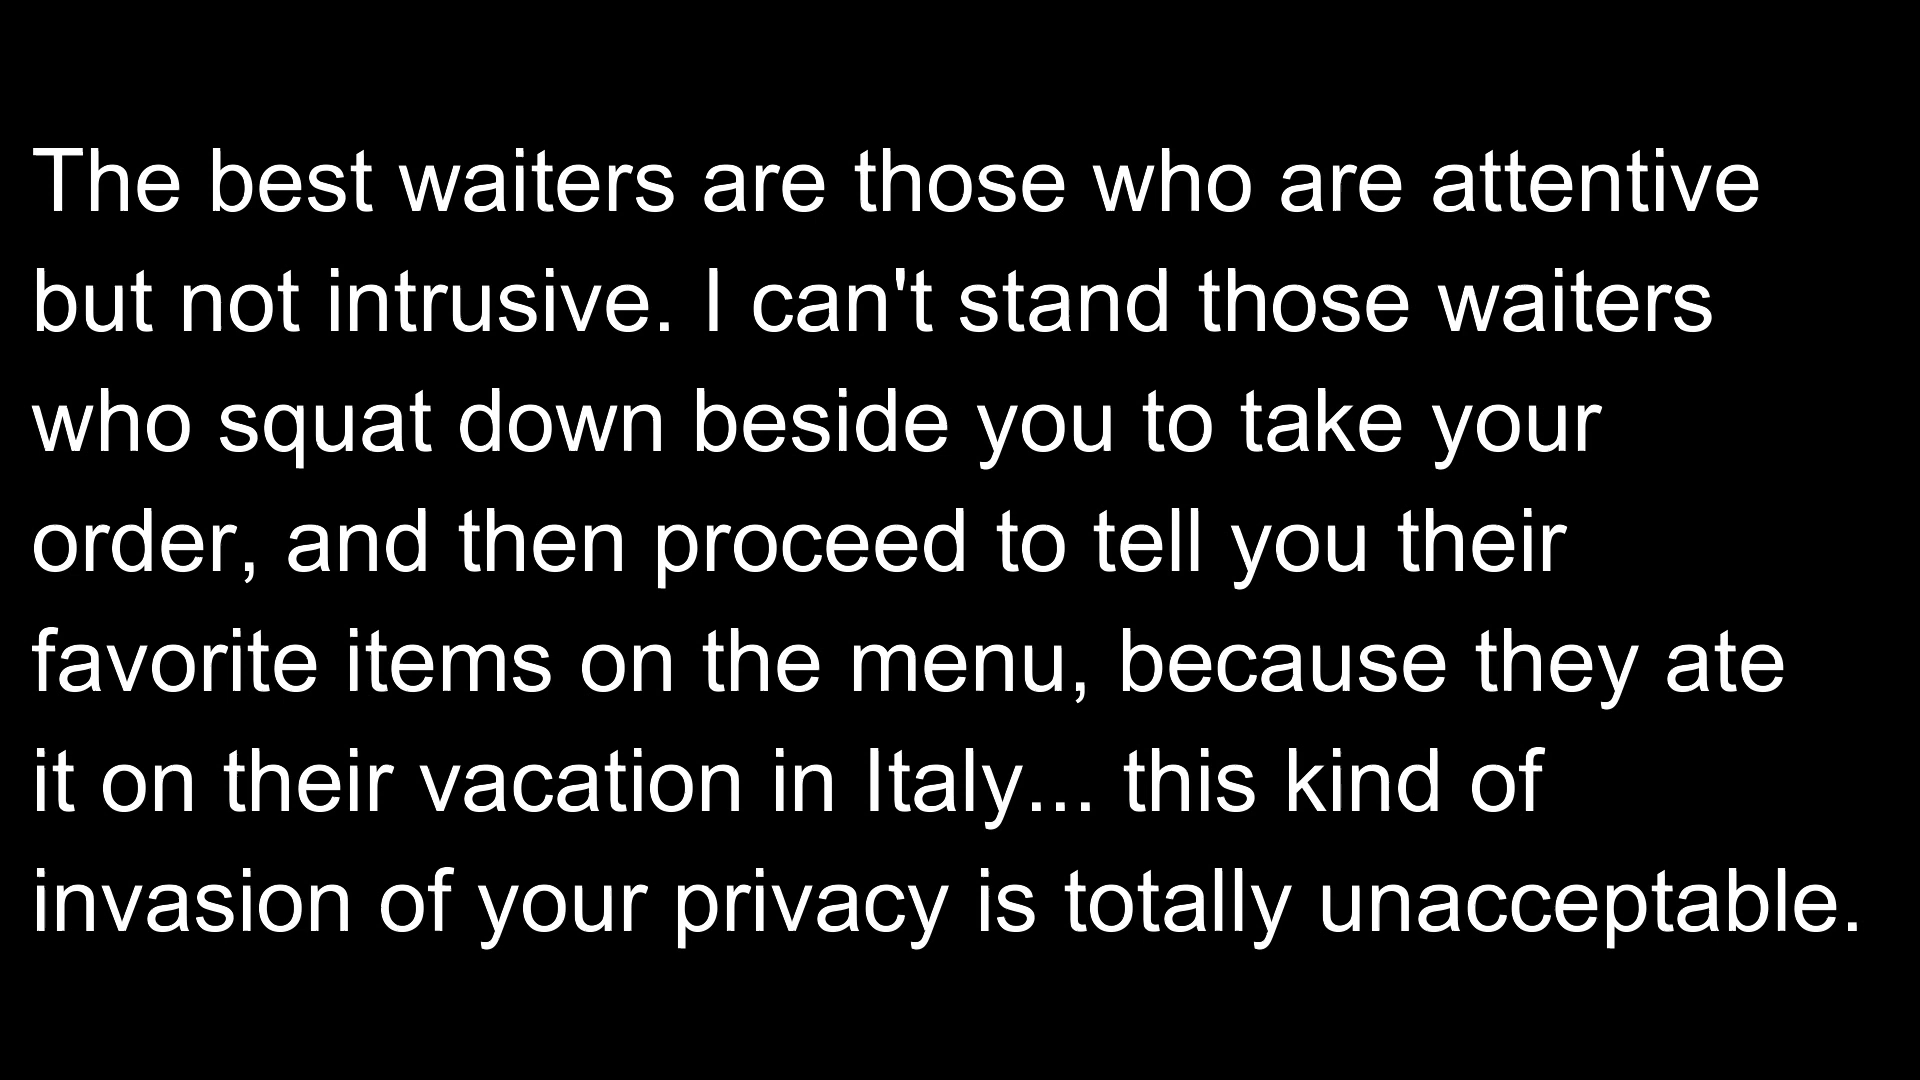 The best waiters are those who are attentive
but not intrusive. I can't stand those waiters
who squat down beside you to take your
order, and then proceed to tell you their
favorite items on the menu, because they ate
it on their vacation in Italy... this kind of
invasion of your privacy is totally unacceptable.